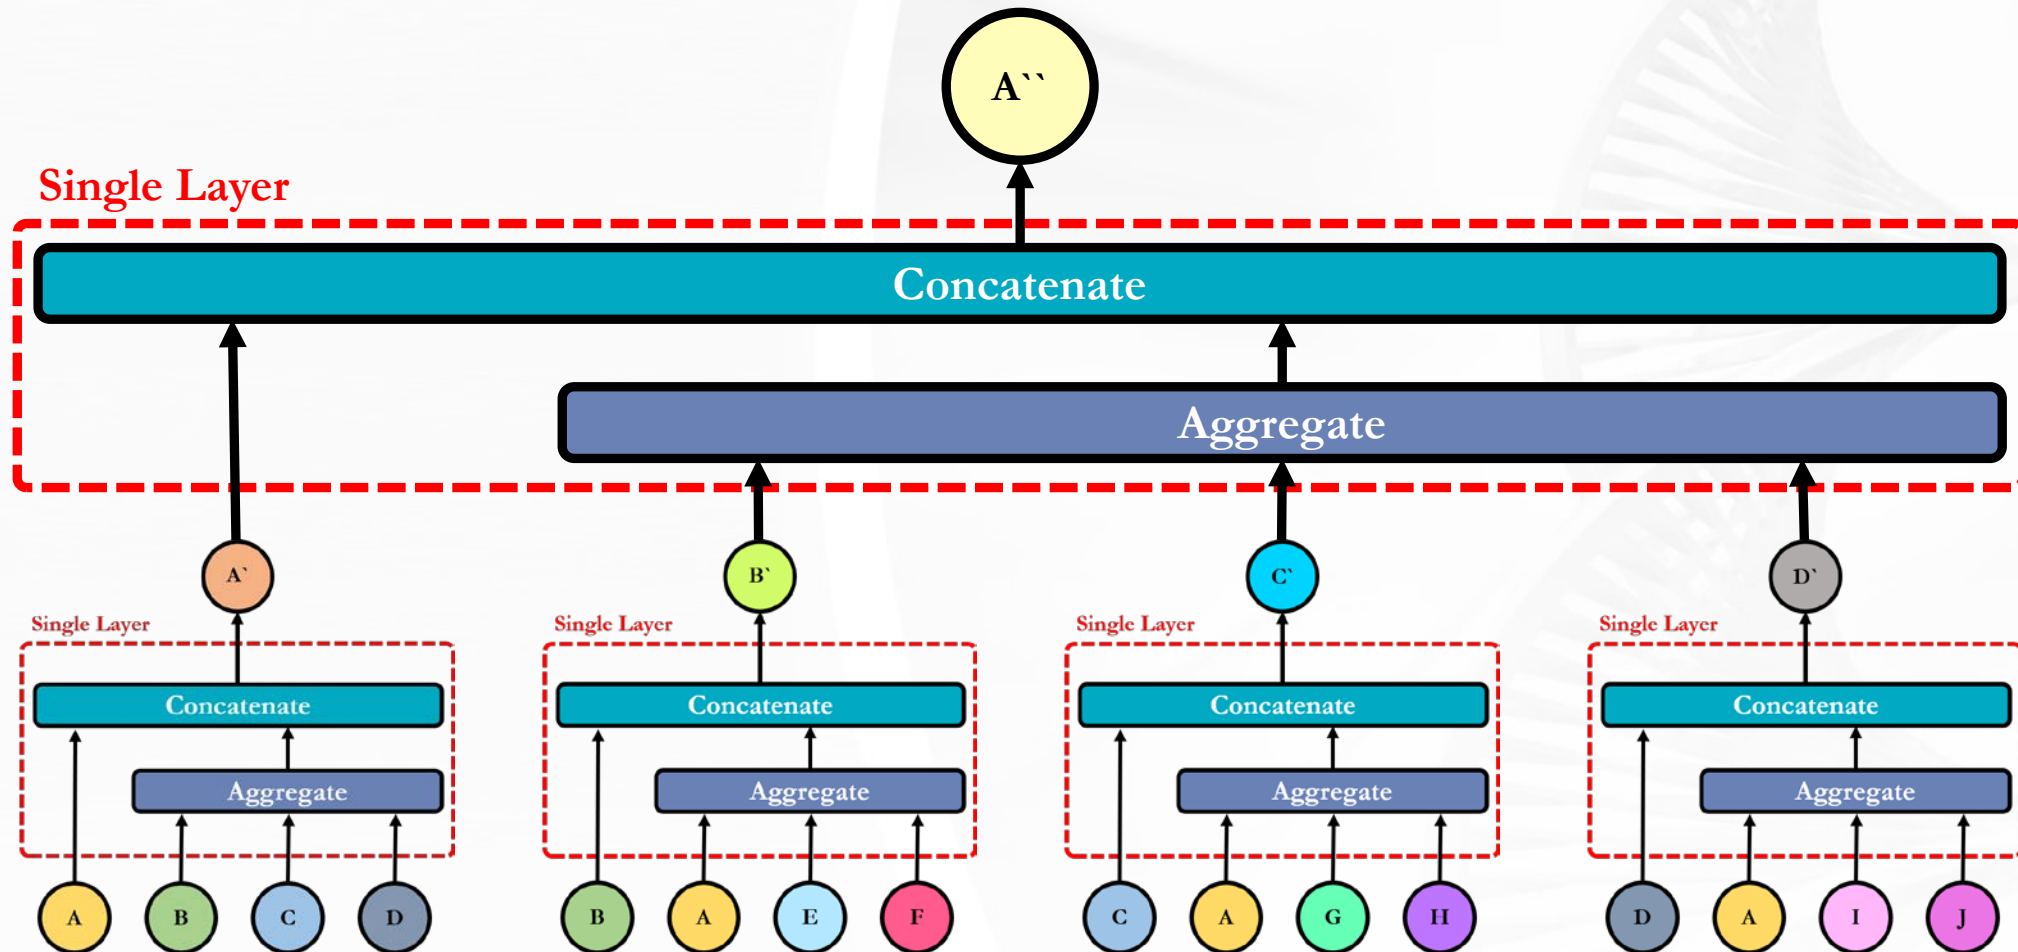 A``
Single Layer
Concatenate
Aggregate
A` B` C` D`
Single Layer Single Layer Single Layer Single Layer
Concatenate Concatenate Concatenate Concatenate
Aggregate Aggregate Aggregate Aggregate
A B C D B A E F C A G H D A I J